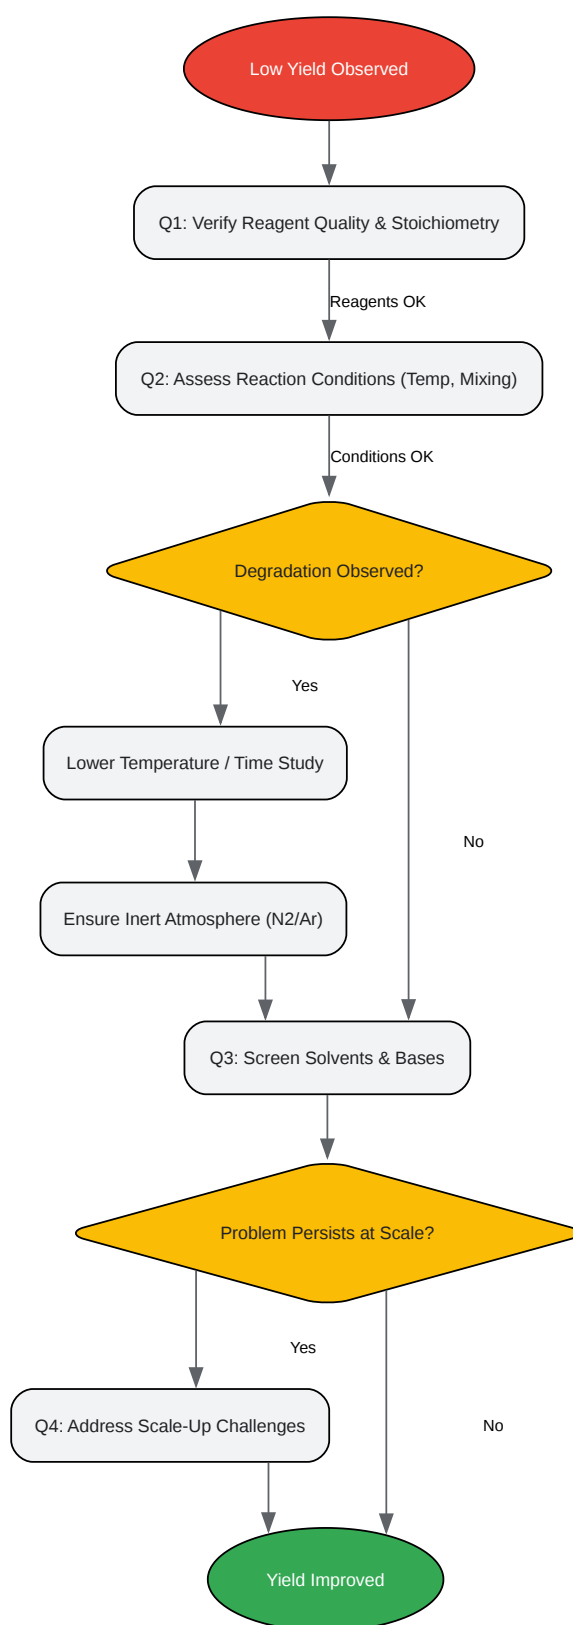 Low Yield Observed
Q1: Verify Reagent Quality & Stoichiometry
Reagents OK
Q2: Assess Reaction Conditions (Temp, Mixing)
Conditions OK
Degradation Observed?
Yes
Lower Temperature / Time Study
No
Ensure Inert Atmosphere (N2/Ar)
Q3: Screen Solvents & Bases
Problem Persists at Scale?
Yes
Q4: Address Scale-Up Challenges
No
Yield Improved